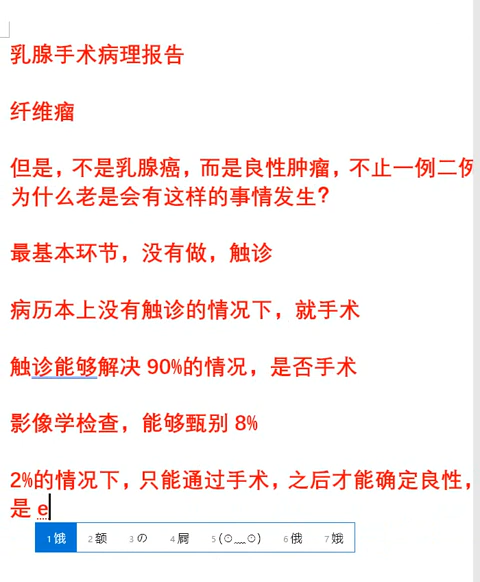 乳腺手术病理报告
纤维瘤
但是，不是乳腺癌，而是良性肿瘤，不止一例二例
为什么老是会有这样的事情发生？
最基本环节，没有做，触诊
病历本上没有触诊的情况下，就手术
触诊能够解决 90%的情况，是否手术
影像学检查，能够甄别 8%
2%的情况下，只能通过手术，之后才能确定良性，
是 e
1 饿 2 额 3 の 4 屙 5 (○﹏○) 6 俄 7 娥